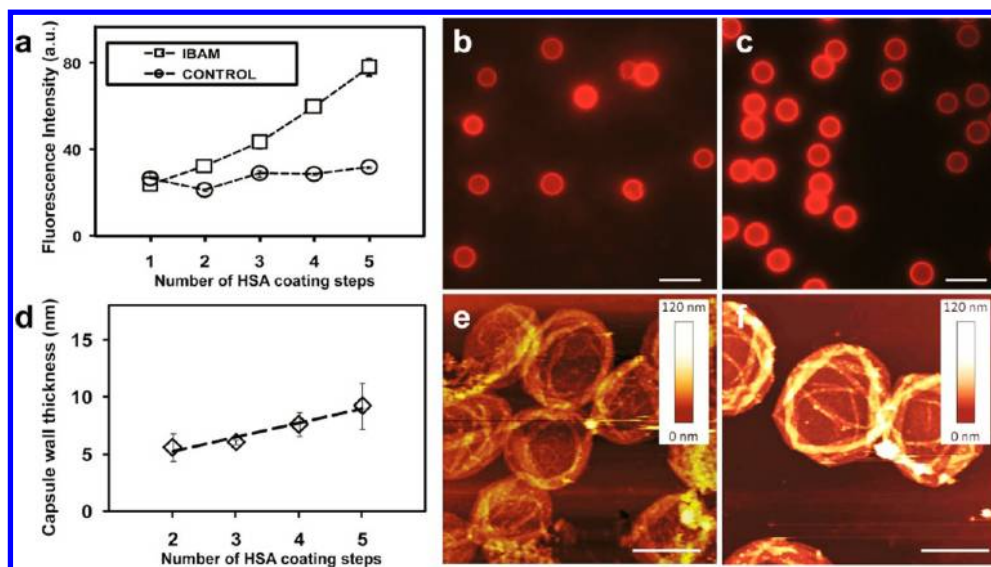 a
Fluorescence Intensity (a.u.)
80
40
0
IBAM
CONTROL
1 2 3 4 5
Number of HSA coating steps
b
c
d
Capsule wall thickness (nm)
15
10
5
0
2 3 4 5
Number of HSA coating steps
e
120 nm
0 nm
f
120 nm
0 nm